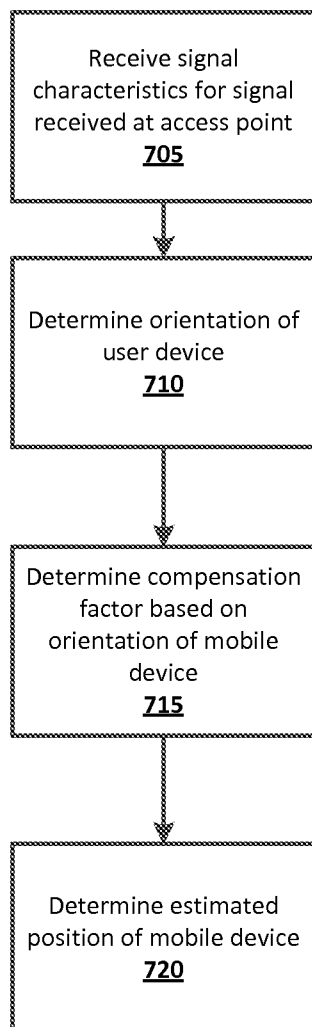 Receive signal
characteristics for signal
received at access point
705
Determine orientation of
user device
710
Determine compensation
factor based on
orientation of mobile
device
715
Determine estimated
position of mobile device
720